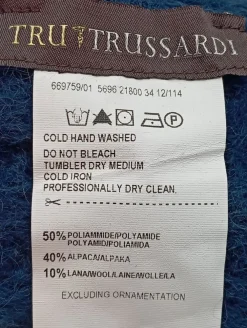 TRU TRUSSARDI
669759/01 5696 21800 34 12/114
COLD HAND WASHED
DO NOT BLEACH
TUMBLER DRY MEDIUM
COLD IRON
PROFESSIONALLY DRY CLEAN.
50% POLIAMMIDE/POLYAMIDE
POLYAMID/POLIAMIDA
40% ALPACA/ALPAKA
10% LANA/WOOL/LAINE/WOLLE/LA
EXCLUDING ORNAMENTATION